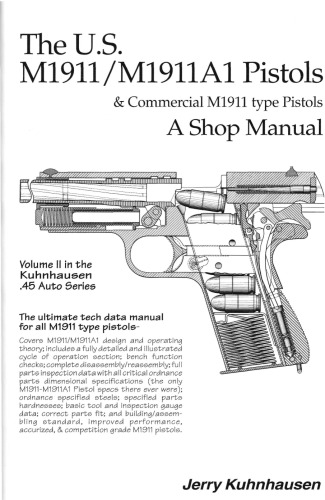 The U.S.
M1911/M1911A1 Pistols
& Commercial M1911 type Pistols
A Shop Manual
Volume II in the
Kuhnhausen
.45 Auto Series
The ultimate tech data manual
for all M1911 type pistols-
Covers M1911/M1911A1 design and operating
theory; includes a fully detailed and illustrated
cycle of operation section; bench function
checks; complete disassembly/reassembly; full
parts inspection data with all critical ordnance
parts dimensional specifications (the only
M1911-M1911A1 Pistol specs there ever were);
ordnance specified steels; specified parts
hardnesses; basic tool and inspection gauge
data; correct parts fit; and building/assem-
bling standard, improved performance,
accurized, & competition grade M1911 pistols.
Jerry Kuhnhausen